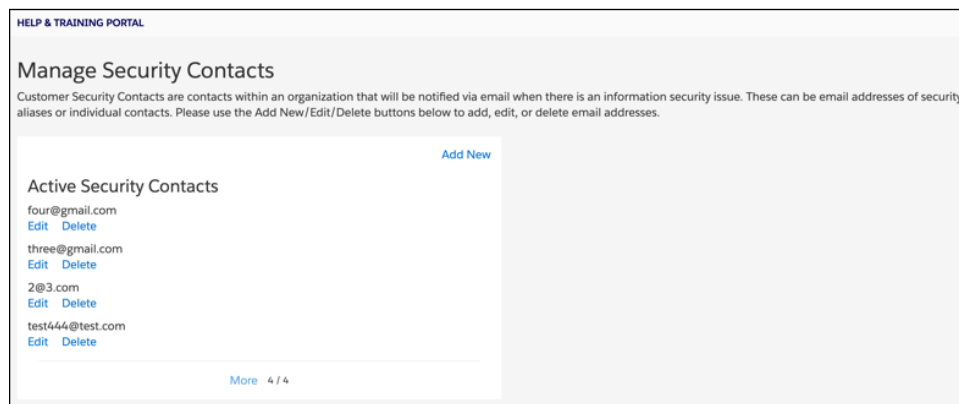 HELP & TRAINING PORTAL
Manage Security Contacts
Customer Security Contacts are contacts within an organization that will be notified via email when there is an information security issue. These can be email addresses of security
aliases or individual contacts. Please use the Add New/Edit/Delete buttons below to add, edit, or delete email addresses.
Add New
Active Security Contacts
four@gmail.com
Edit Delete
three@gmail.com
Edit Delete
2@3.com
Edit Delete
test444@test.com
Edit Delete
More 4 / 4